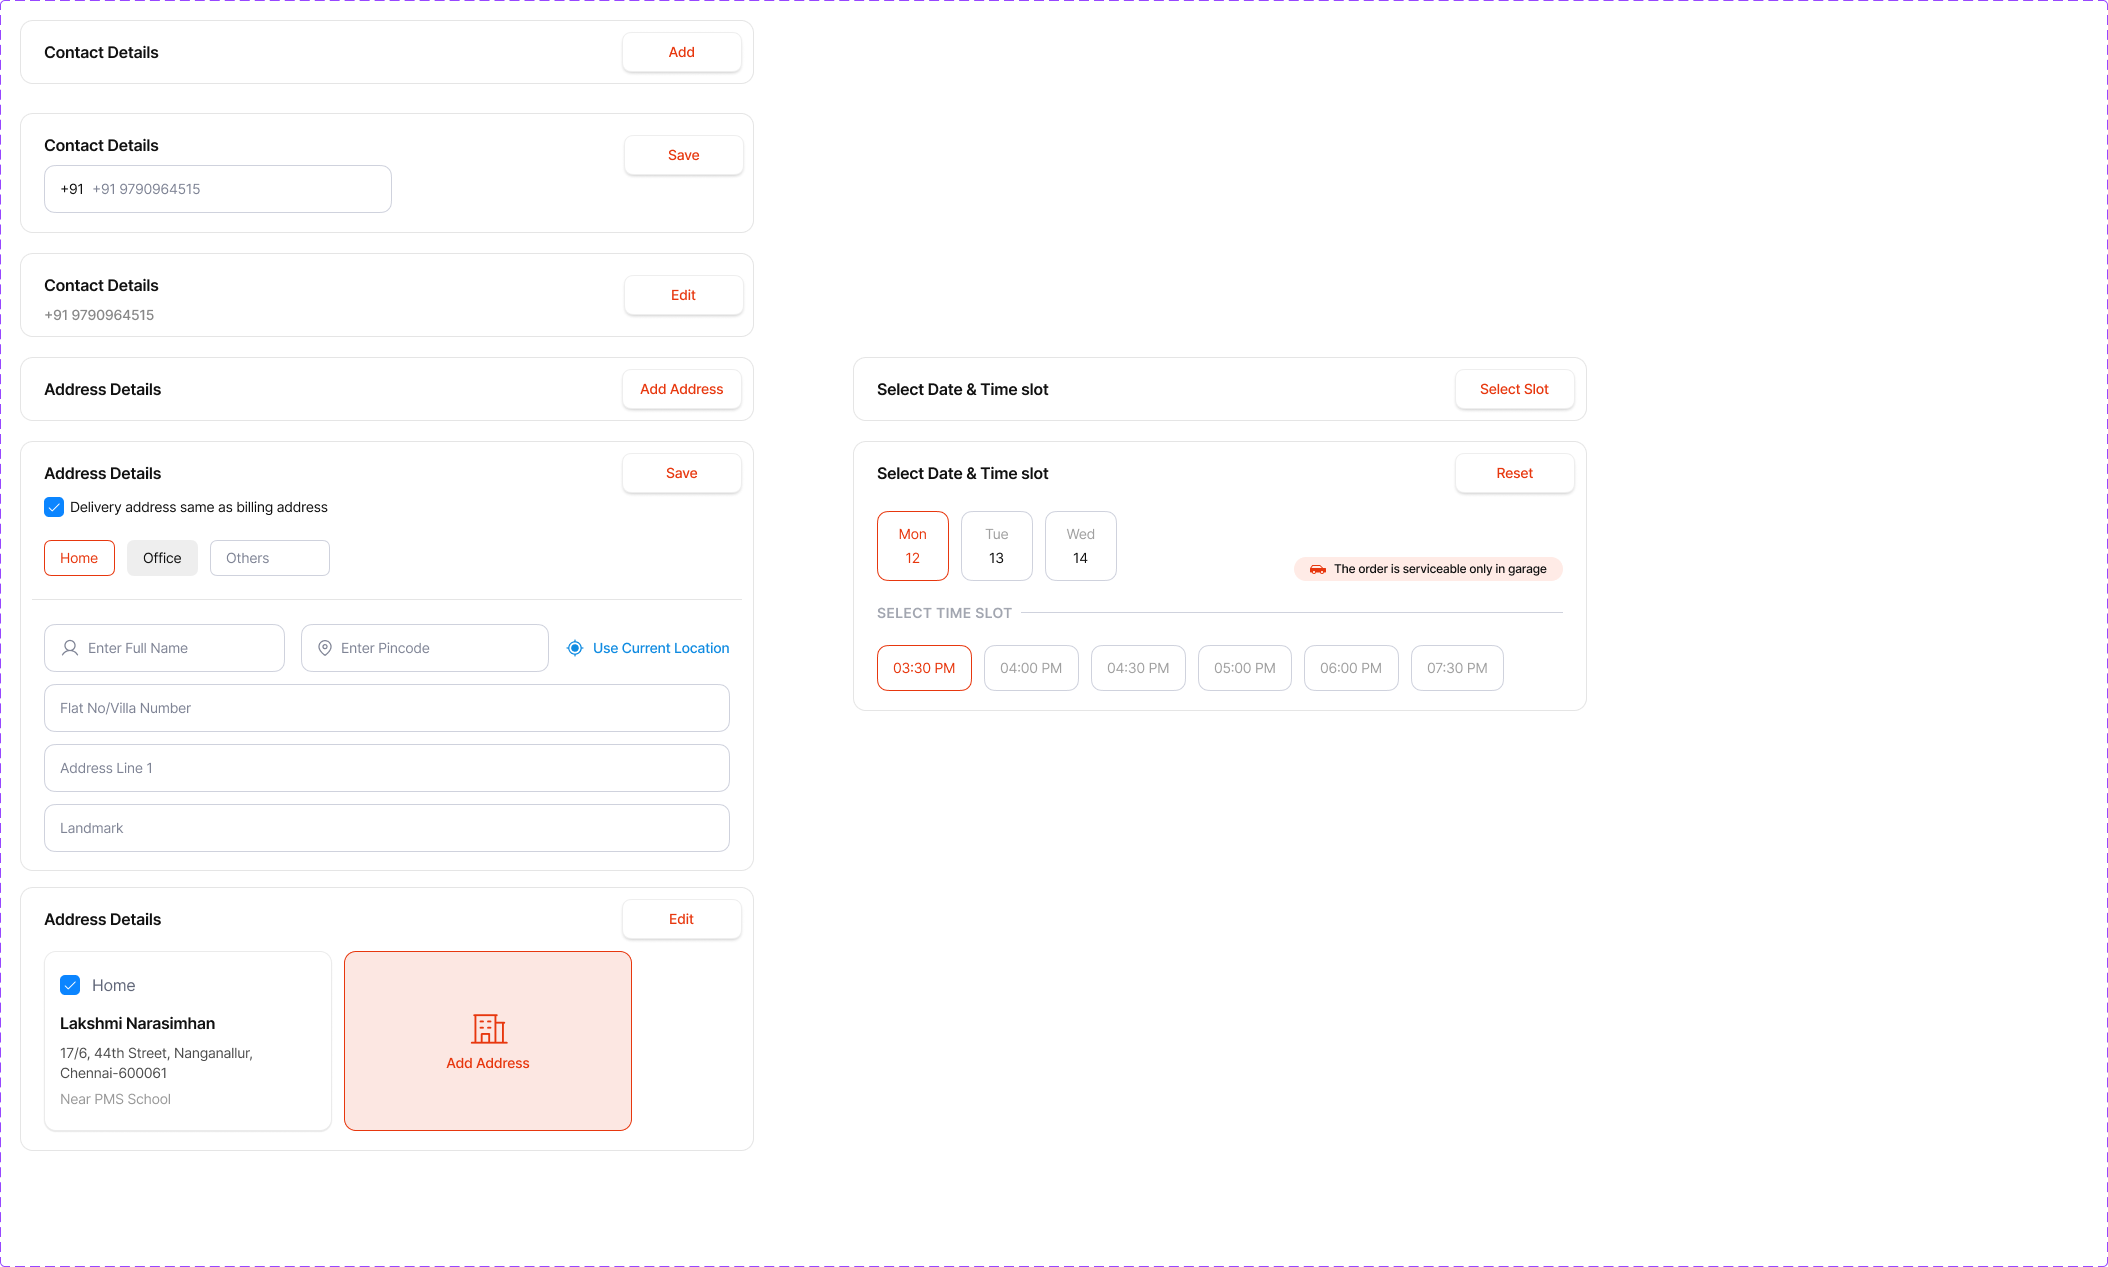 Contact Details
Add
Contact Details
Save
+91 +91 9790964515
Contact Details
Edit
+91 9790964515
Address Details
Add Address
Address Details
Save
Delivery address same as billing address
Home
Office
Others
Enter Full Name
Enter Pincode
Use Current Location
Flat No/Villa Number
Address Line 1
Landmark
Address Details
Edit
Home
Lakshmi Narasimhan
17/6, 44th Street, Nanganallur,
Chennai-600061
Near PMS School
Add Address
Select Date & Time slot
Select Slot
Select Date & Time slot
Reset
Mon
12
Tue
13
Wed
14
The order is serviceable only in garage
SELECT TIME SLOT
03:30 PM
04:00 PM
04:30 PM
05:00 PM
06:00 PM
07:30 PM